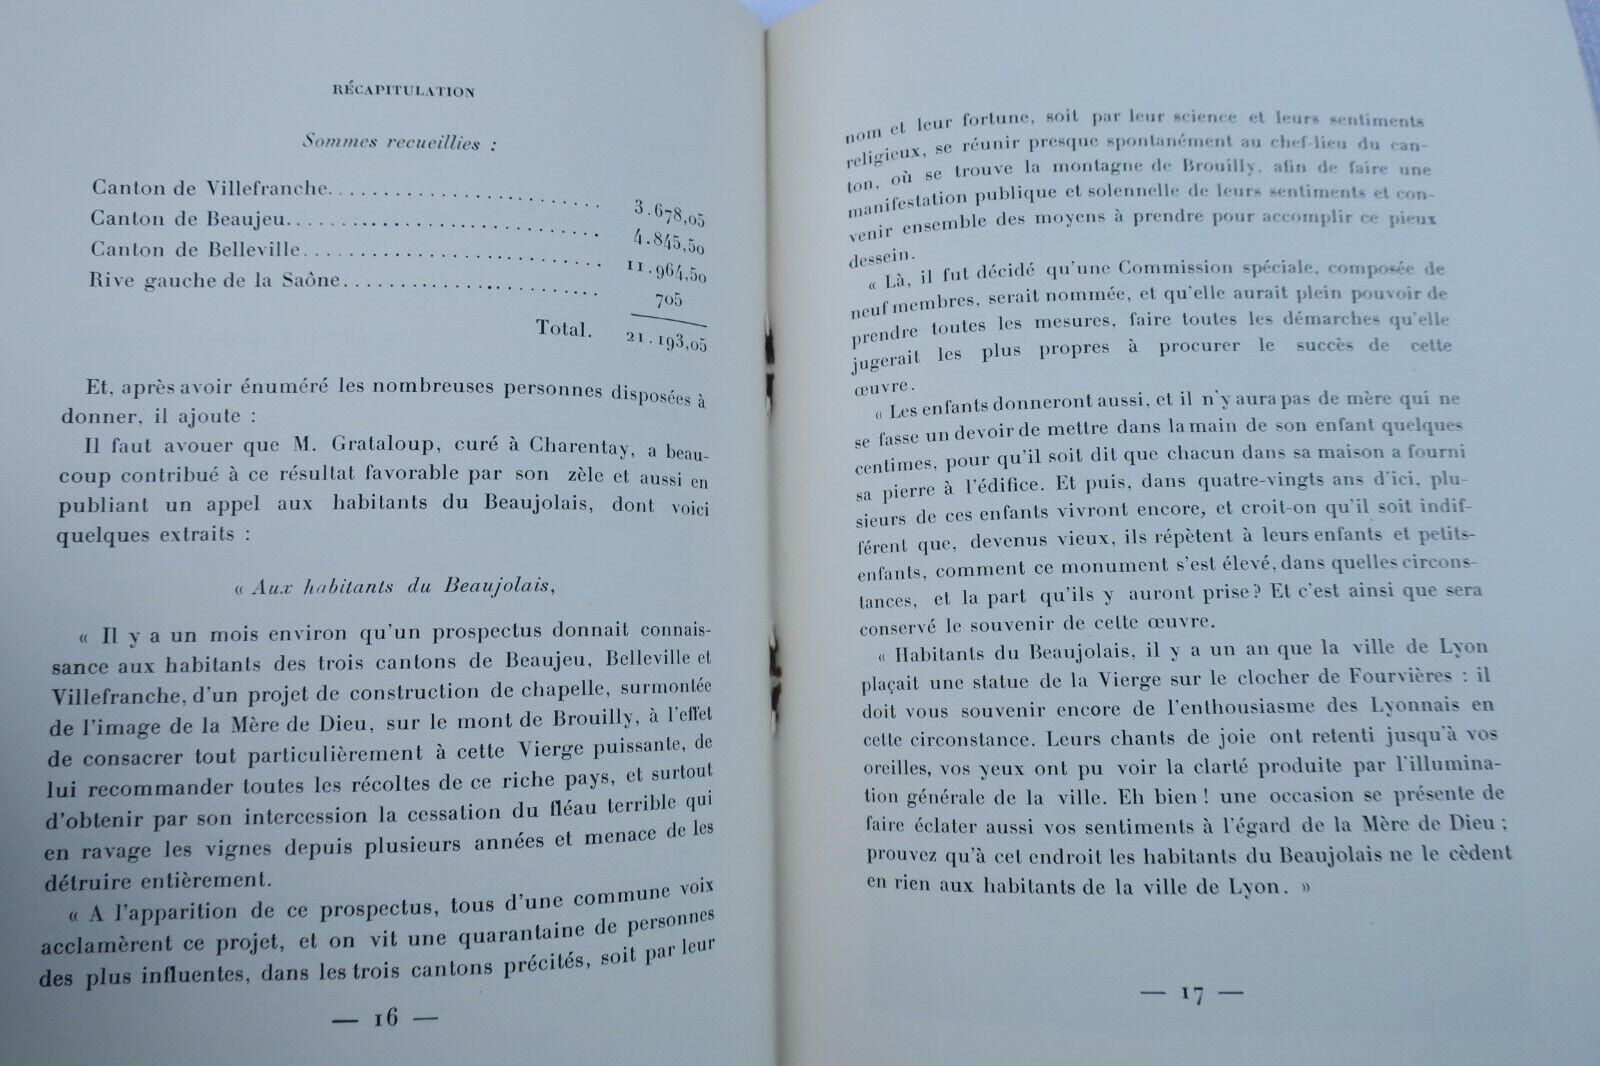 RÉCAPITULATION
Sommes recueillies :
Canton de Villefranche........................ 3.678,05
Canton de Beaujeu............................ 4.845,50
Canton de Belleville........................... 11.964,50
Rive gauche de la Saône....................... 705
Total. 21.193,05
Et, après avoir énuméré les nombreuses personnes disposées à
donner, il ajoute :
Il faut avouer que M. Grataloup, curé à Charentay, a beau-
coup contribué à ce résultat favorable par son zèle et aussi en
publiant un appel aux habitants du Beaujolais, dont voici
quelques extraits :
« Aux habitants du Beaujolais,
« Il y a un mois environ qu'un prospectus donnait connais-
sance aux habitants des trois cantons de Beaujeu, Belleville et
Villefranche, d'un projet de construction de chapelle, surmontée
de l'image de la Mère de Dieu, sur le mont de Brouilly, à l'effet
de consacrer tout particulièrement à cette Vierge puissante, de
lui recommander toutes les récoltes de ce riche pays, et surtout
d'obtenir par son intercession la cessation du fléau terrible qui
en ravage les vignes depuis plusieurs années et menace de les
détruire entièrement.
« A l'apparition de ce prospectus, tous d'une commune voix
acclamèrent ce projet, et on vit une quarantaine de personnes
des plus influentes, dans les trois cantons précités, soit par leur
— 16 —
nom et leur fortune, soit par leur science et leurs sentiments
religieux, se réunir presque spontanément au chef-lieu du can-
ton, où se trouve la montagne de Brouilly, afin de faire une
manifestation publique et solennelle de leurs sentiments et con-
venir ensemble des moyens à prendre pour accomplir ce pieux
dessein.
« Là, il fut décidé qu'une Commission spéciale, composée de
neuf membres, serait nommée, et qu'elle aurait plein pouvoir de
prendre toutes les mesures, faire toutes les démarches qu'elle
jugerait les plus propres à procurer le succès de cette
œuvre.
« Les enfants donneront aussi, et il n'y aura pas de mère qui ne
se fasse un devoir de mettre dans la main de son enfant quelques
centimes, pour qu'il soit dit que chacun dans sa maison a fourni
sa pierre à l'édifice. Et puis, dans quatre-vingts ans d'ici, plu-
sieurs de ces enfants vivront encore, et croit-on qu'il soit indif-
férent que, devenus vieux, ils répètent à leurs enfants et petits-
enfants, comment ce monument s'est élevé, dans quelles circons-
tances, et la part qu'ils y auront prise? Et c'est ainsi que sera
conservé le souvenir de cette œuvre.
« Habitants du Beaujolais, il y a un an que la ville de Lyon
plaçait une statue de la Vierge sur le clocher de Fourvières : il
doit vous souvenir encore de l'enthousiasme des Lyonnais en
cette circonstance. Leurs chants de joie ont retenti jusqu'à vos
oreilles, vos yeux ont pu voir la clarté produite par l'illumina-
tion générale de la ville. Eh bien ! une occasion se présente de
faire éclater aussi vos sentiments à l'égard de la Mère de Dieu ;
prouvez qu'à cet endroit les habitants du Beaujolais ne le cèdent
en rien aux habitants de la ville de Lyon. »
— 17 —